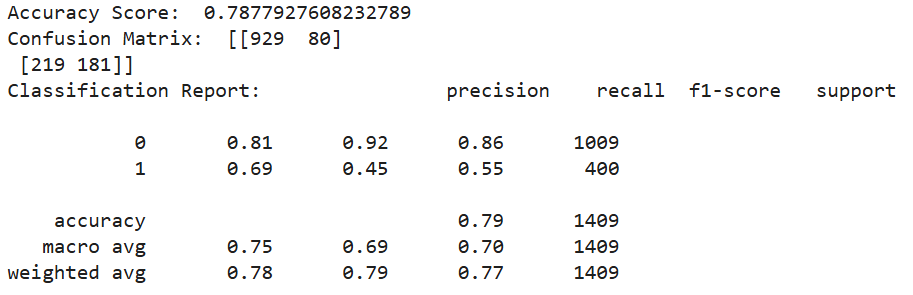 Accuracy Score:  0.7877927608232789
Confusion Matrix:  [[929  80]
 [219 181]]
Classification Report:               precision    recall  f1-score   support

           0       0.81      0.92      0.86      1009
           1       0.69      0.45      0.55       400

    accuracy                           0.79      1409
   macro avg       0.75      0.69      0.70      1409
weighted avg       0.78      0.79      0.77      1409